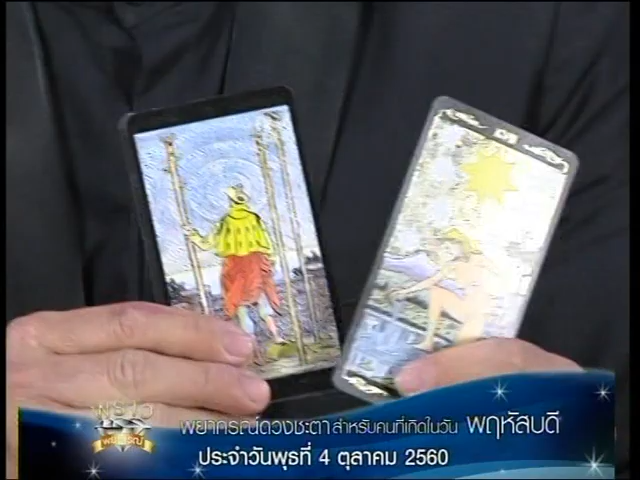 พยากรณ์ดวงชะตา สำหรับคนที่เกิดในวัน พฤหัสบดี
ประจำวันพุธที่ 4 ตุลาคม 2560